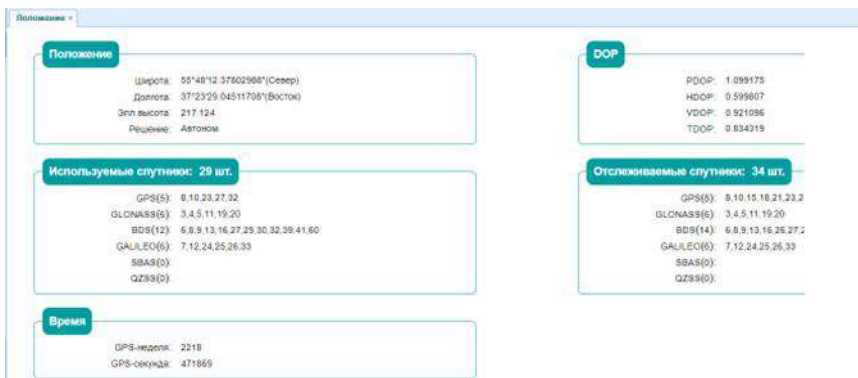 Положение ×
Положение
Широта: 55°48'12.37802988"(Север)
Долгота: 37°23'29.04511708"(Восток)
Элл.высота: 217.124
Решение: Автоном
DOP
PDOP: 1.099175
HDOP: 0.599807
VDOP: 0.921096
TDOP: 0.834319
Используемые спутники: 29 шт.
GPS(5): 8,10,23,27,32
GLONASS(6): 3,4,5,11,19,20
BDS(12): 6,8,9,13,16,27,29,30,32,39,41,60
GALILEO(6): 7,12,24,25,26,33
SBAS(0):
QZSS(0):
Отслеживаемые спутники: 34 шт.
GPS(8): 8,10,15,18,21,23,2
GLONASS(6): 3,4,5,11,19,20
BDS(14): 6,8,9,13,16,26,27,2
GALILEO(6): 7,12,24,25,26,33
SBAS(0):
QZSS(0):
Время
GPS-неделя: 2218
GPS-секунда: 471869